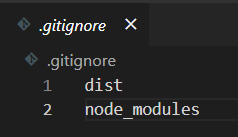 .gitignore
.gitignore
1 dist
2 node_modules